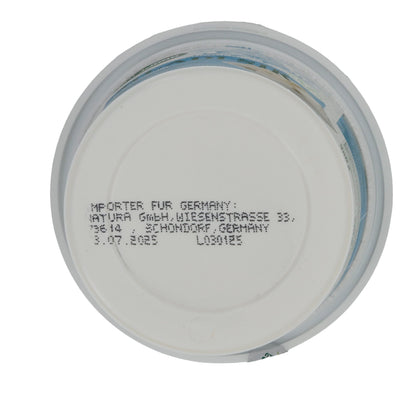 MPORTER FUR GERMANY:
NATURA GmbH,WIESENSTRASSE 33,
73614 , SCHONDORF,GERMANY
3.07.2025 L030125